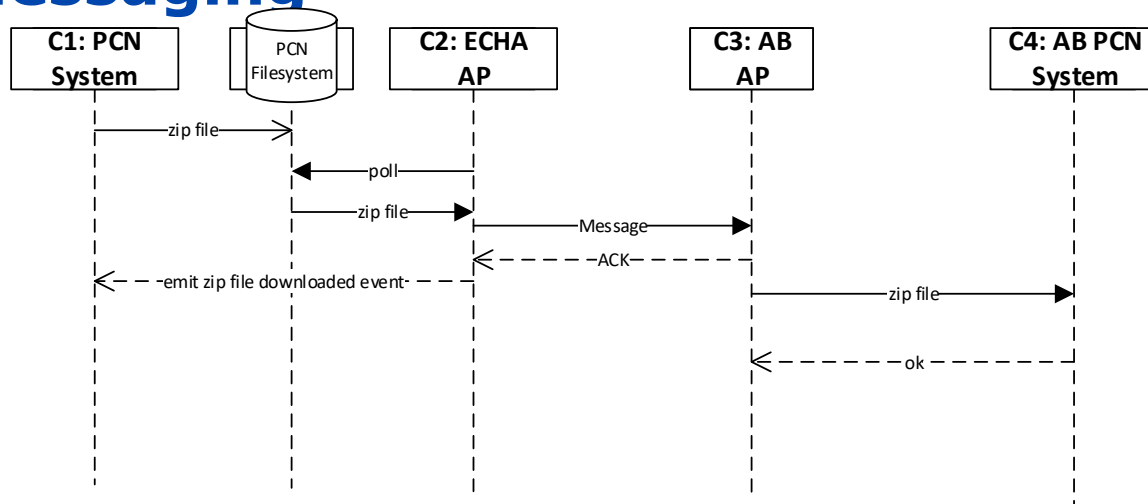 essaging
C1: PCN
System
PCN
Filesystem
C2: ECHA
AP
C3: AB
AP
C4: AB PCN
System
zip file
poll
zip file
Message
ACK
emit zip file downloaded event
zip file
ok